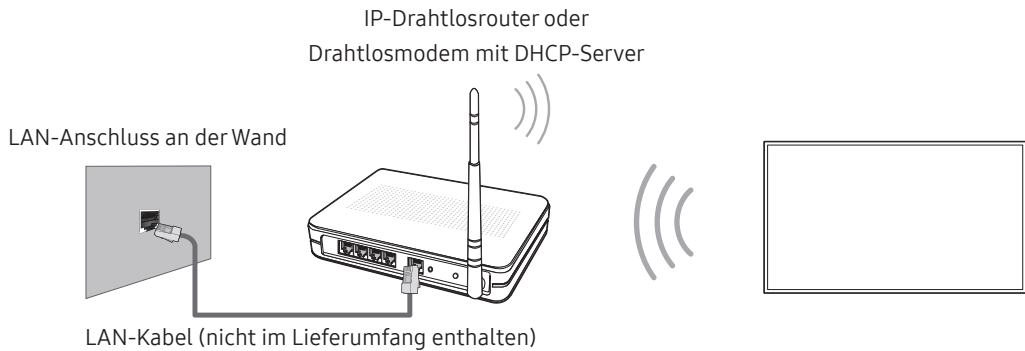 IP-Drahtlosrouter oder
Drahtlosmodem mit DHCP-Server
LAN-Anschluss an der Wand
LAN-Kabel (nicht im Lieferumfang enthalten)